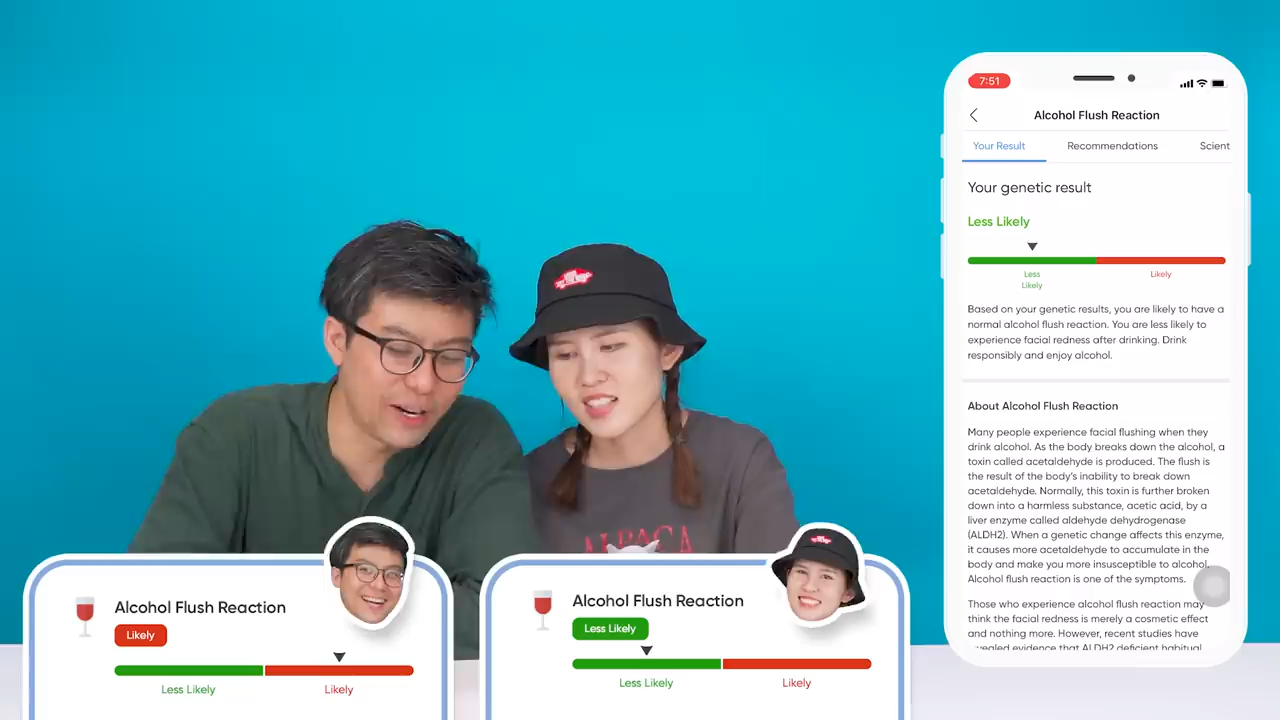 7:51
Alcohol Flush Reaction
Your Result
Recommendations
Scient
Your genetic result
Less Likely
Less
Likely
Likely
Based on your genetic results, you are likely to have a
normal alcohol flush reaction. You are less likely to
experience facial redness after drinking. Drink
responsibly and enjoy alcohol.
About Alcohol Flush Reaction
Many people experience facial flushing when they
drink alcohol. As the body breaks down the alcohol, a
toxin called acetaldehyde is produced. The flush is
the result of the body's inability to break down
acetaldehyde. Normally, this toxin is further broken
down into a harmless substance, acetic acid, by a
liver enzyme called aldehyde dehydrogenase
(ALDH2). When a genetic change affects this enzyme,
it causes more acetaldehyde to accumulate in the
body and make you more insusceptible to alcohol.
Alcohol flush reaction is one of the symptoms.
Those who experience alcohol flush reaction may
think the facial redness is merely a cosmetic effect
and nothing more. However, recent studies have
evidence that ALDH2 deficient habitual
ALPACA
Alcohol Flush Reaction
Likely
Less Likely
Likely
Alcohol Flush Reaction
Less Likely
Less Likely
Likely